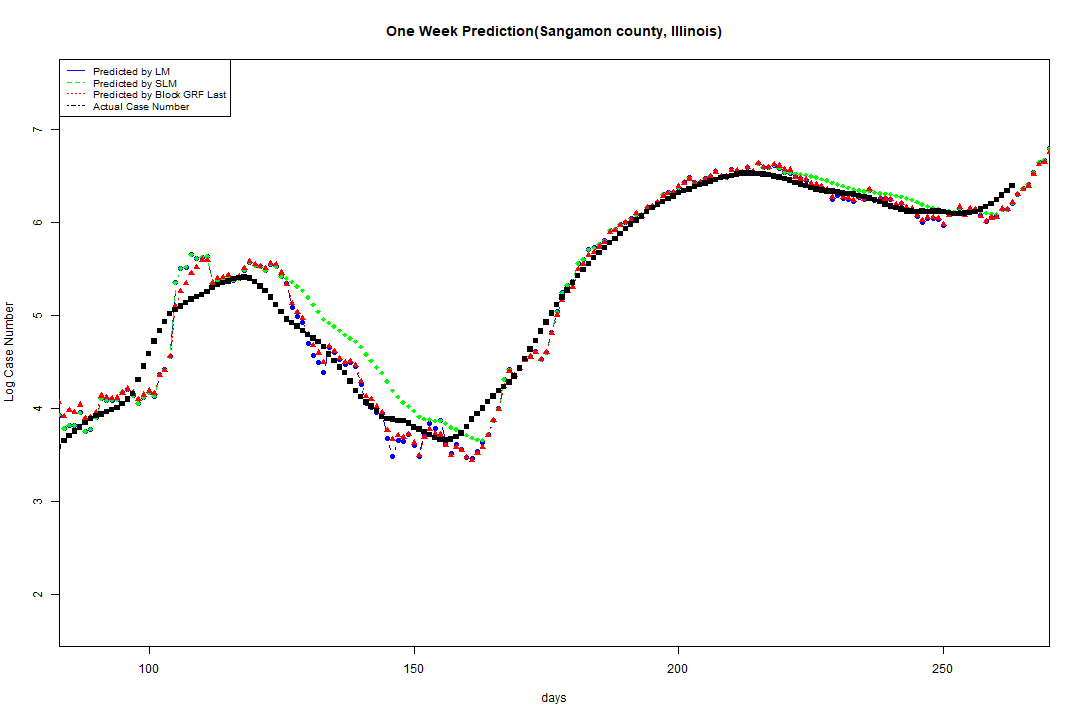 One Week Prediction(Sangamon county, Illinois)
Predicted by LM
Predicted by SLM
Predicted by Block GRF Last
Actual Case Number
Log Case Number
7
6
5
4
3
2
100 150 200 250
days